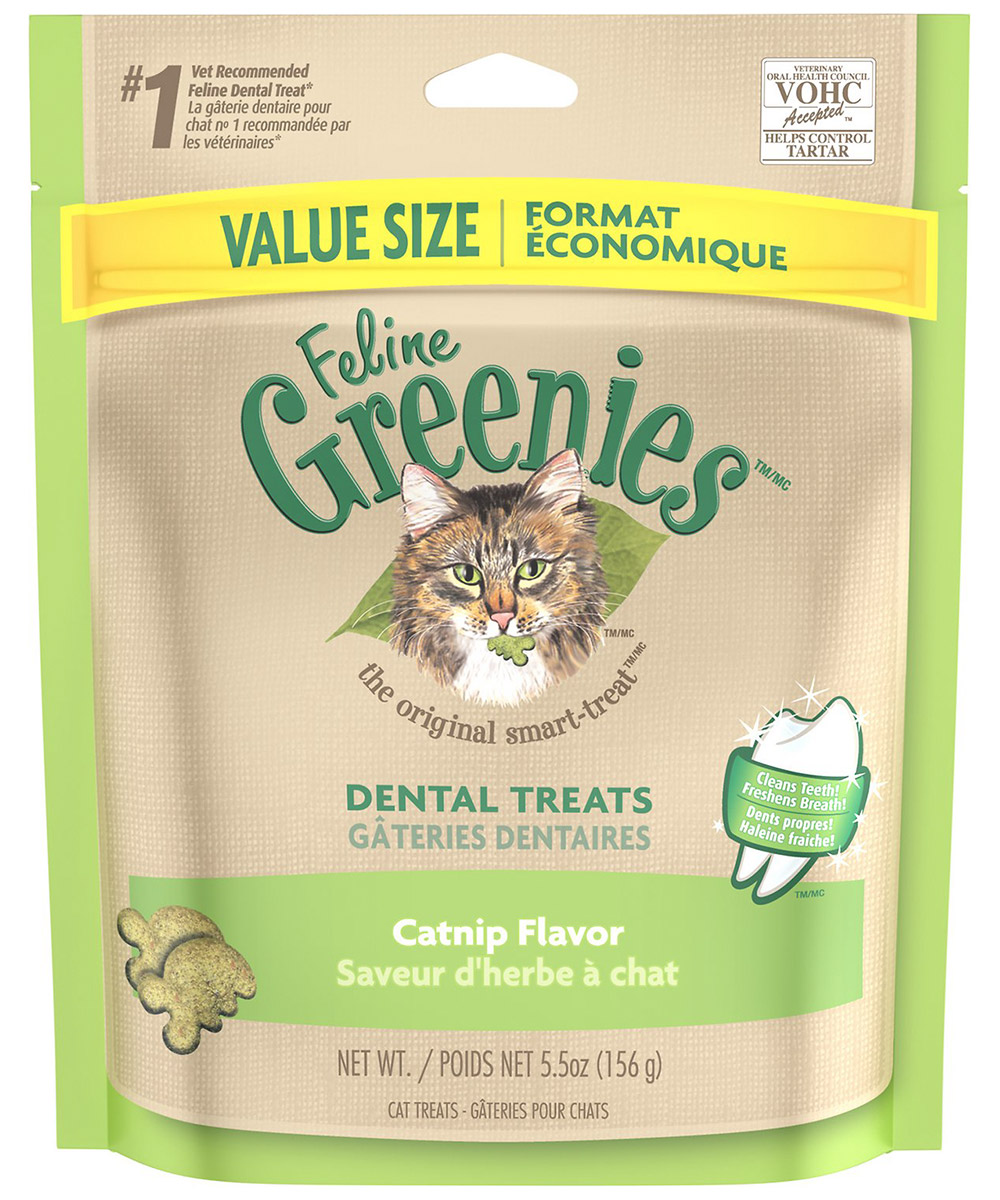 #1
Vet Recommended
Feline Dental Treat*
La gâterie dentaire pour
chat nº 1 recommandée par
les vétérinaires*
VETERINARY
ORAL HEALTH COUNCIL
VOHC
Accepted TM
HELPS CONTROL
TARTAR
VALUE SIZE
FORMAT
ÉCONOMIQUE
Feline
Greenies TM/MC
TM/MC
the original smart-treat TM/MC
DENTAL TREATS
GÂTERIES DENTAIRES
Cleans Teeth!
Freshens Breath!
Dents propres!
Haleine fraîche!
TM/MC
Catnip Flavor
Saveur d'herbe à chat
NET WT. / POIDS NET 5.5oz (156 g)
CAT TREATS - GÂTERIES POUR CHATS